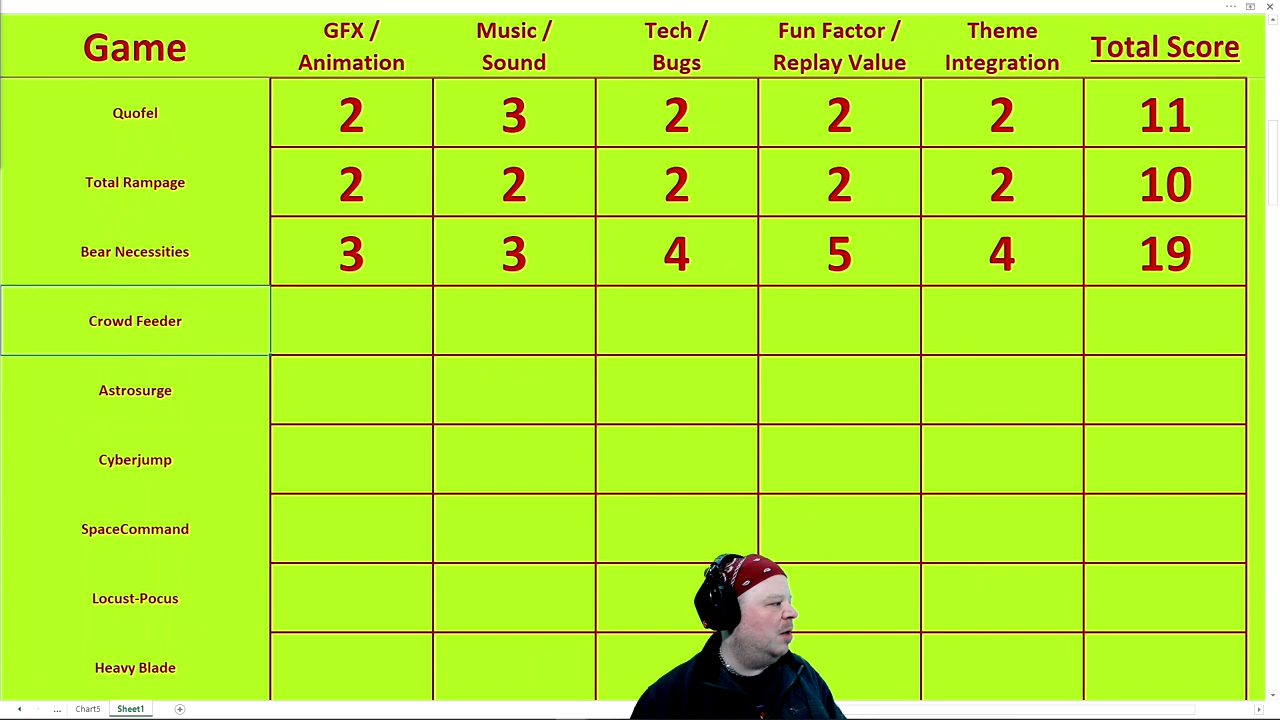 Game
GFX /
Animation
Music /
Sound
Tech /
Bugs
Fun Factor /
Replay Value
Theme
Integration
Total Score
Quofel 2 3 2 2 2 11
Total Rampage 2 2 2 2 2 10
Bear Necessities 3 3 4 5 4 19
Crowd Feeder
Astrosurge
Cyberjump
SpaceCommand
Locust-Pocus
Heavy Blade
... Chart5 Sheet1